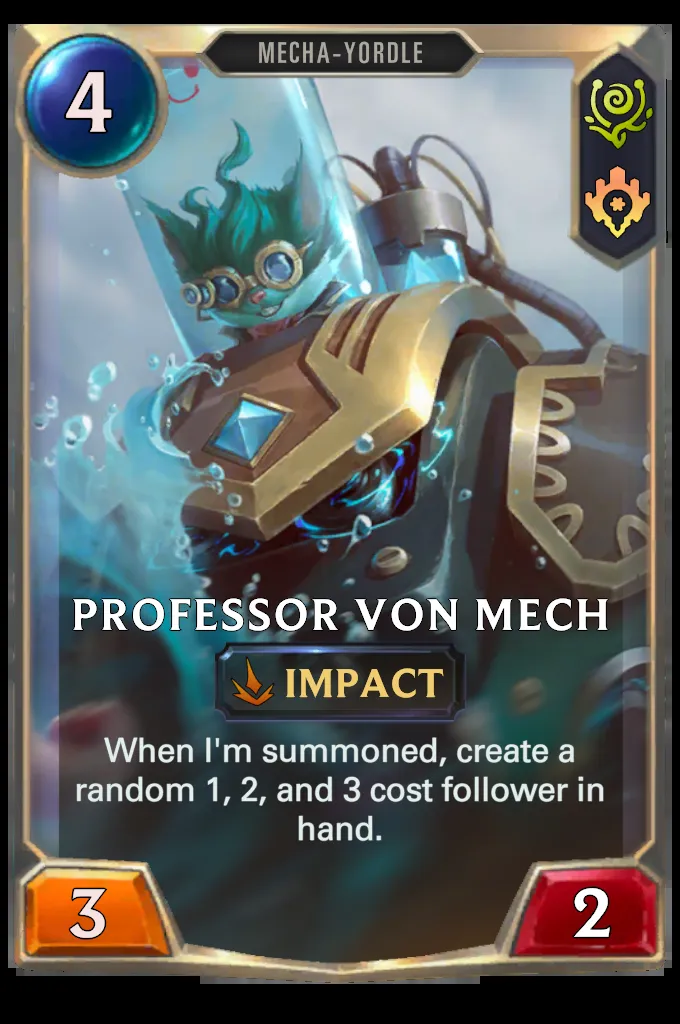 MECHA-YORDLE
4
PROFESSOR VON MECH
IMPACT
When I'm summoned, create a
random 1, 2, and 3 cost follower in
hand.
3
2